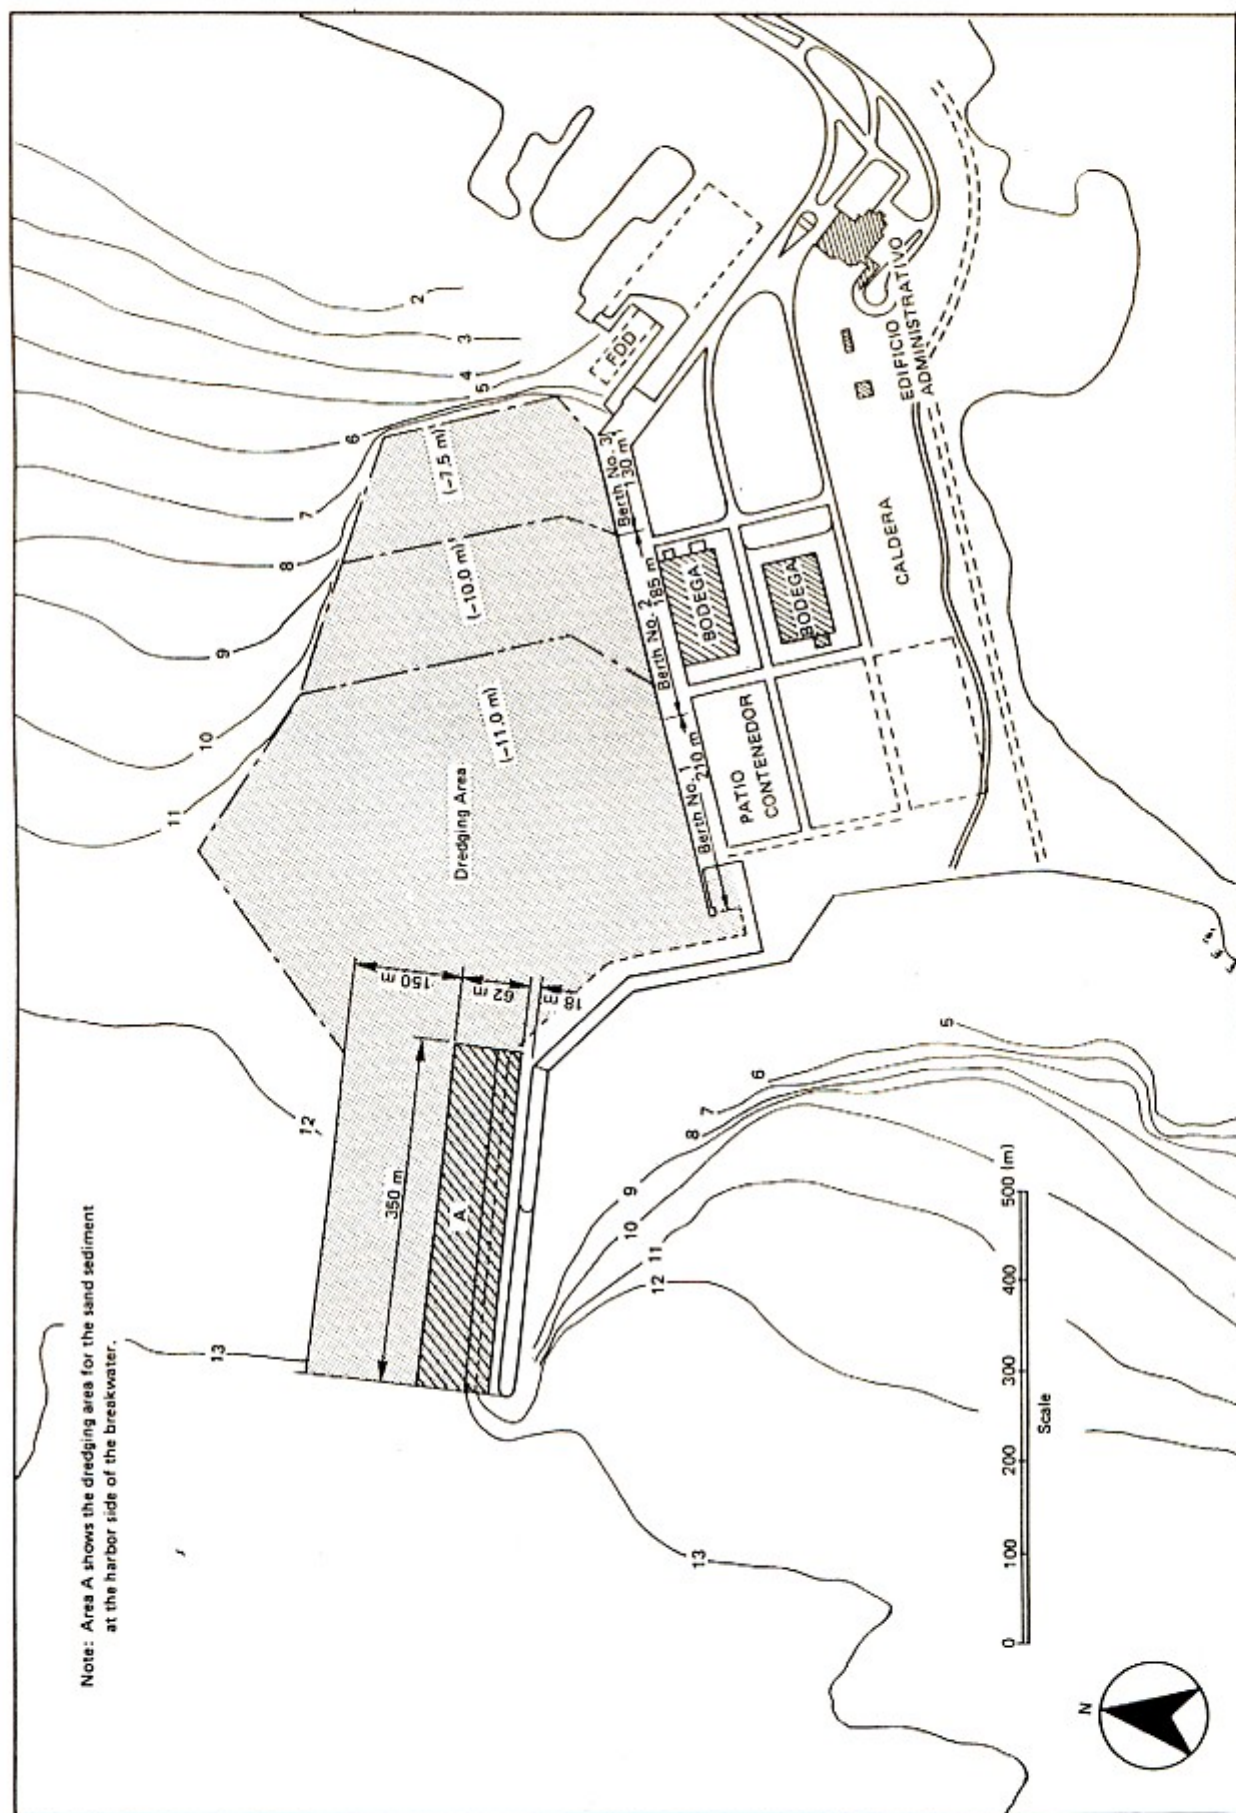 Note: Area A shows the dredging area for the sand sediment
at the harbor side of the breakwater.
2
3
4
5
6
7
8
9
10
11
12
13
(-7.5 m)
(-10.0 m)
(-11.0 m)
Dredging Area
150 m
62 m
18 m
350 m
A
FDD
Berth No. 3
130 m
Berth No. 2
185 m
Berth No. 1
210 m
BODEGA
BODEGA
PATIO
CONTENEDOR
CALDERA
EDIFICIO
ADMINISTRATIVO
5
6
7
8
9
10
11
12
13
0 100 200 300 400 500 (m)
Scale
N